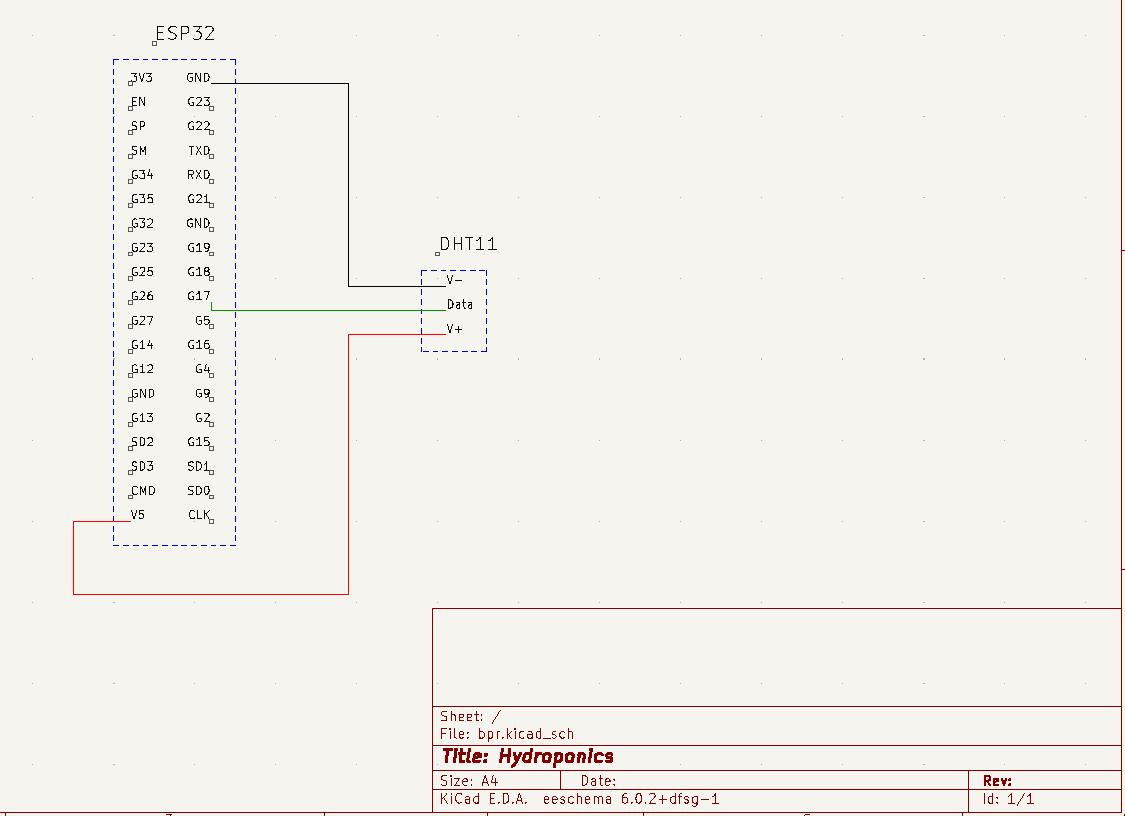 ESP32
3V3 GND
EN G23
SP G22
SM TXD
G34 RXD
G35 G21
G32 GND
G23 G19
G25 G18
G26 G17
G27 G5
G14 G16
G12 G4
GND G9
G13 G2
SD2 G15
SD3 SD1
CMD SD0
V5 CLK
DHT11
V-
Data
V+
Sheet: /
File: bpr.kicad_sch
Title: Hydroponics
Size: A4 Date: Rev:
KiCad E.D.A. eeschema 6.0.2+dfsg-1 Id: 1/1